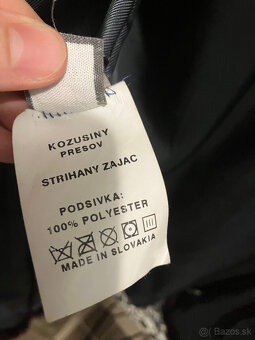 KOZUSINY
PRESOV
STRIHANY ZAJAC
PODSIVKA:
100% POLYESTER
MADE IN SLOVAKIA
Bazos.sk